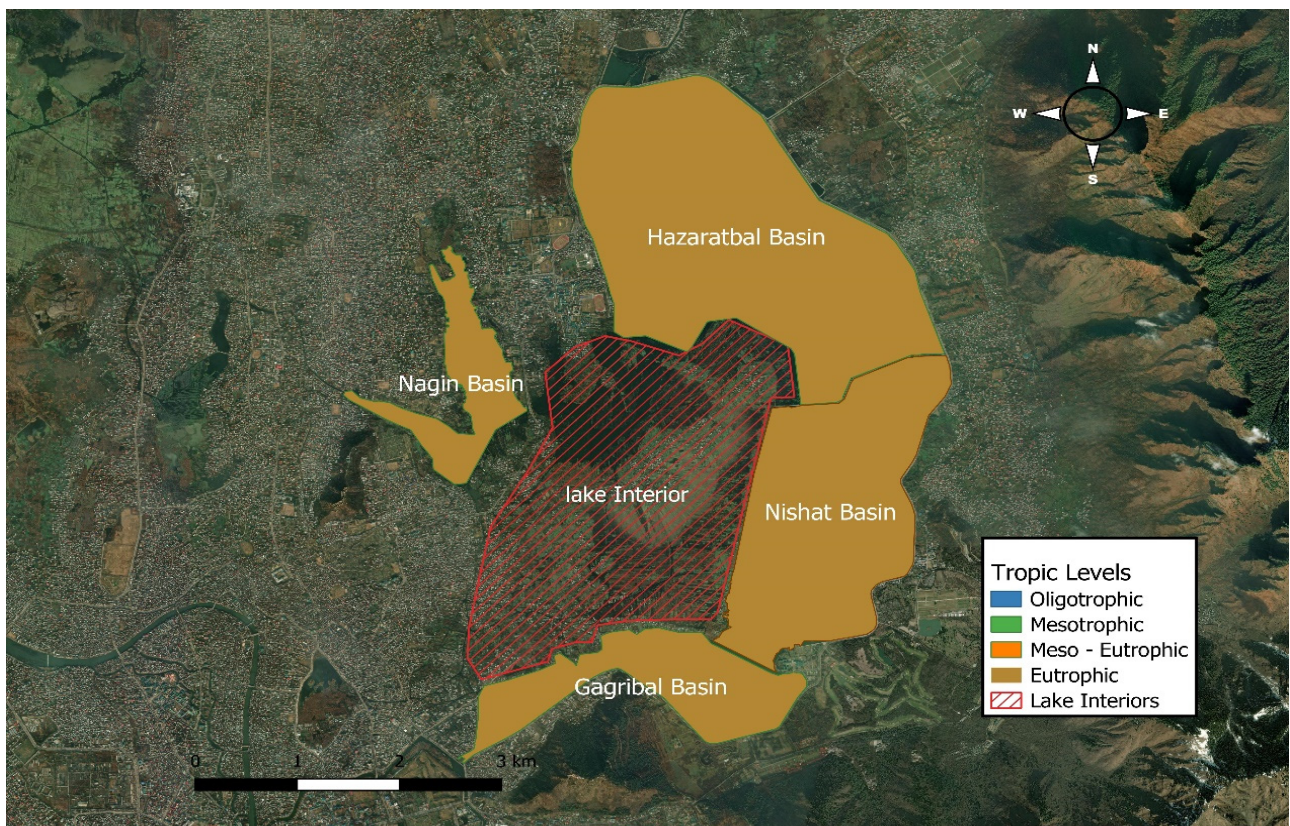 N
W E
S
Hazaratbal Basin
Nagin Basin
lake Interior
Nishat Basin
Gagribal Basin
Tropic Levels
Oligotrophic
Mesotrophic
Meso - Eutrophic
Eutrophic
Lake Interiors
0 1 2 3 km